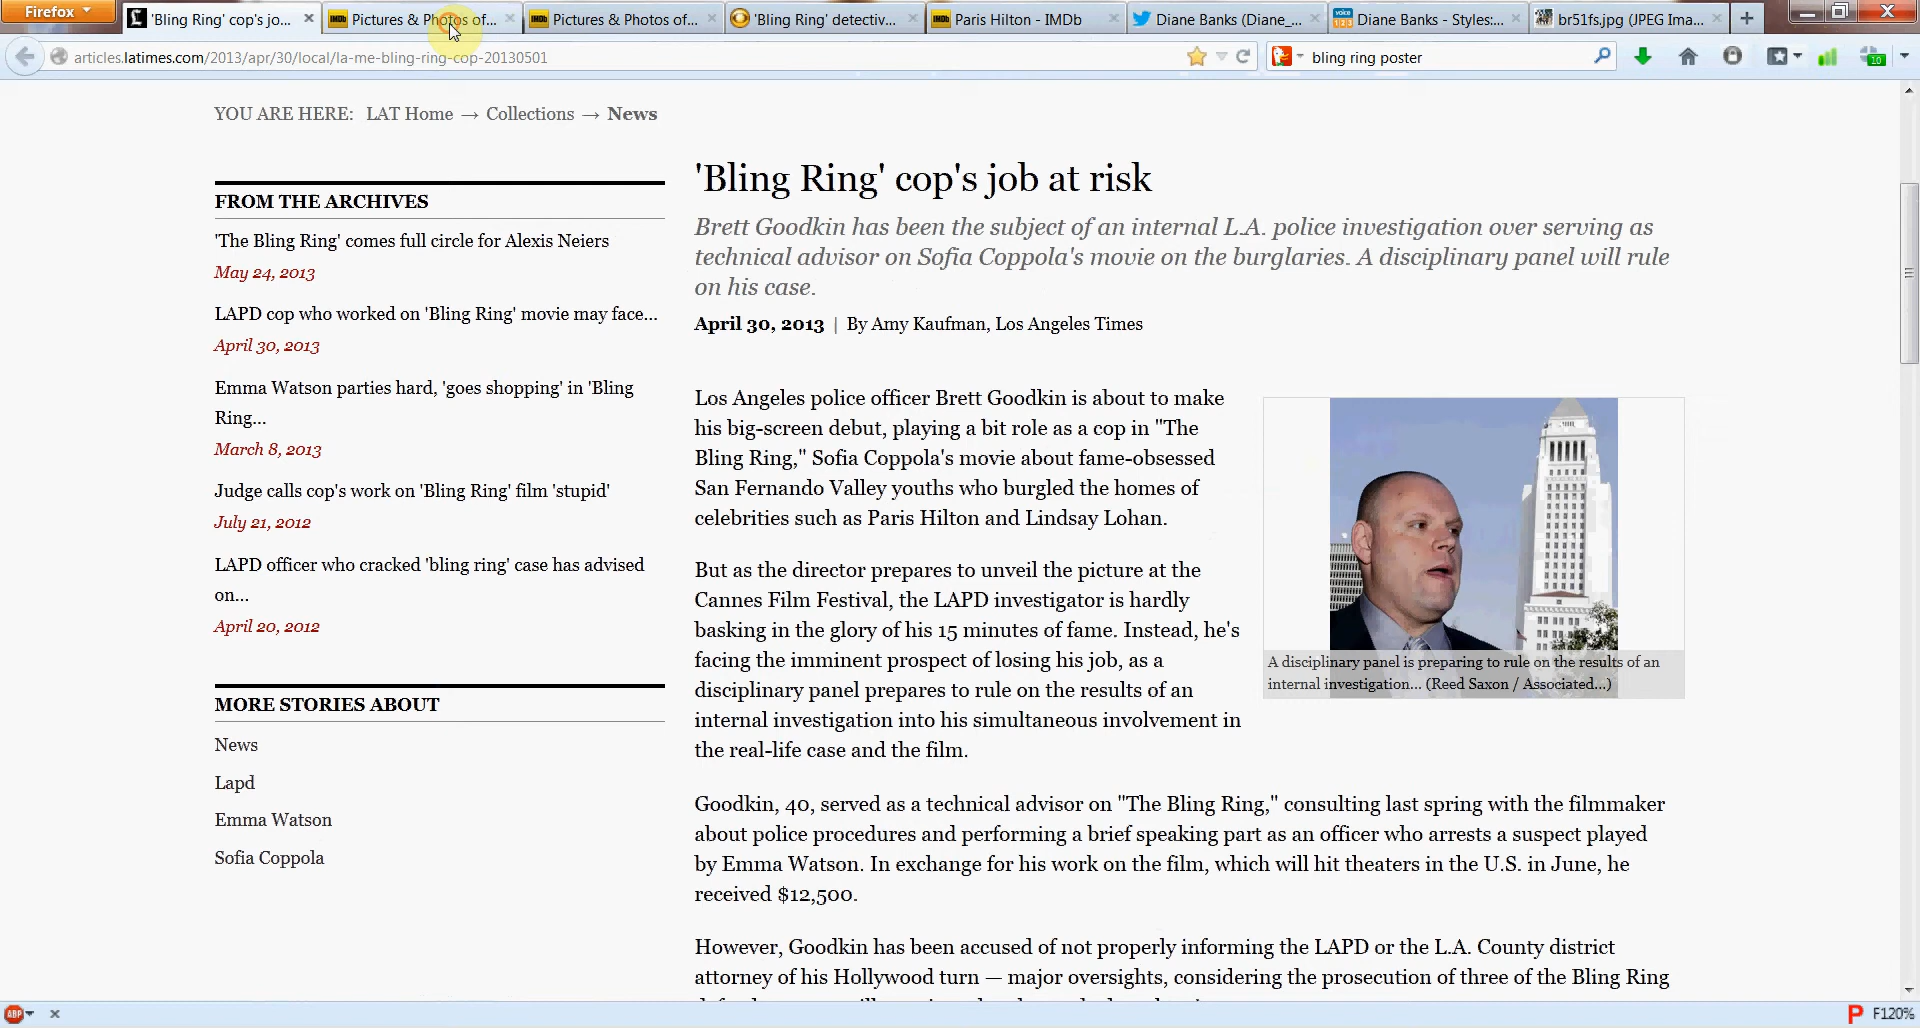 Firefox
'Bling Ring' cop's jo...
Pictures & Photos of...
Pictures & Photos of...
'Bling Ring' detectiv...
Paris Hilton - IMDb
Diane Banks (Diane_...
Diane Banks - Styles:...
br51fs.jpg (JPEG Ima...
articles.latimes.com/2013/apr/30/local/la-me-bling-ring-cop-20130501
bling ring poster
10
YOU ARE HERE: LAT Home → Collections → News
FROM THE ARCHIVES
'The Bling Ring' comes full circle for Alexis Neiers
May 24, 2013
LAPD cop who worked on 'Bling Ring' movie may face...
April 30, 2013
Emma Watson parties hard, 'goes shopping' in 'Bling
Ring...
March 8, 2013
Judge calls cop's work on 'Bling Ring' film 'stupid'
July 21, 2012
LAPD officer who cracked 'bling ring' case has advised
on...
April 20, 2012
MORE STORIES ABOUT
News
Lapd
Emma Watson
Sofia Coppola
'Bling Ring' cop's job at risk
Brett Goodkin has been the subject of an internal L.A. police investigation over serving as
technical advisor on Sofia Coppola's movie on the burglaries. A disciplinary panel will rule
on his case.
April 30, 2013 | By Amy Kaufman, Los Angeles Times
Los Angeles police officer Brett Goodkin is about to make
his big-screen debut, playing a bit role as a cop in "The
Bling Ring," Sofia Coppola's movie about fame-obsessed
San Fernando Valley youths who burgled the homes of
celebrities such as Paris Hilton and Lindsay Lohan.
But as the director prepares to unveil the picture at the
Cannes Film Festival, the LAPD investigator is hardly
basking in the glory of his 15 minutes of fame. Instead, he's
facing the imminent prospect of losing his job, as a
disciplinary panel prepares to rule on the results of an
internal investigation into his simultaneous involvement in
the real-life case and the film.
A disciplinary panel is preparing to rule on the results of an
internal investigation... (Reed Saxon / Associated...)
Goodkin, 40, served as a technical advisor on "The Bling Ring," consulting last spring with the filmmaker
about police procedures and performing a brief speaking part as an officer who arrests a suspect played
by Emma Watson. In exchange for his work on the film, which will hit theaters in the U.S. in June, he
received $12,500.
However, Goodkin has been accused of not properly informing the LAPD or the L.A. County district
attorney of his Hollywood turn — major oversights, considering the prosecution of three of the Bling Ring
ABP
P F120%